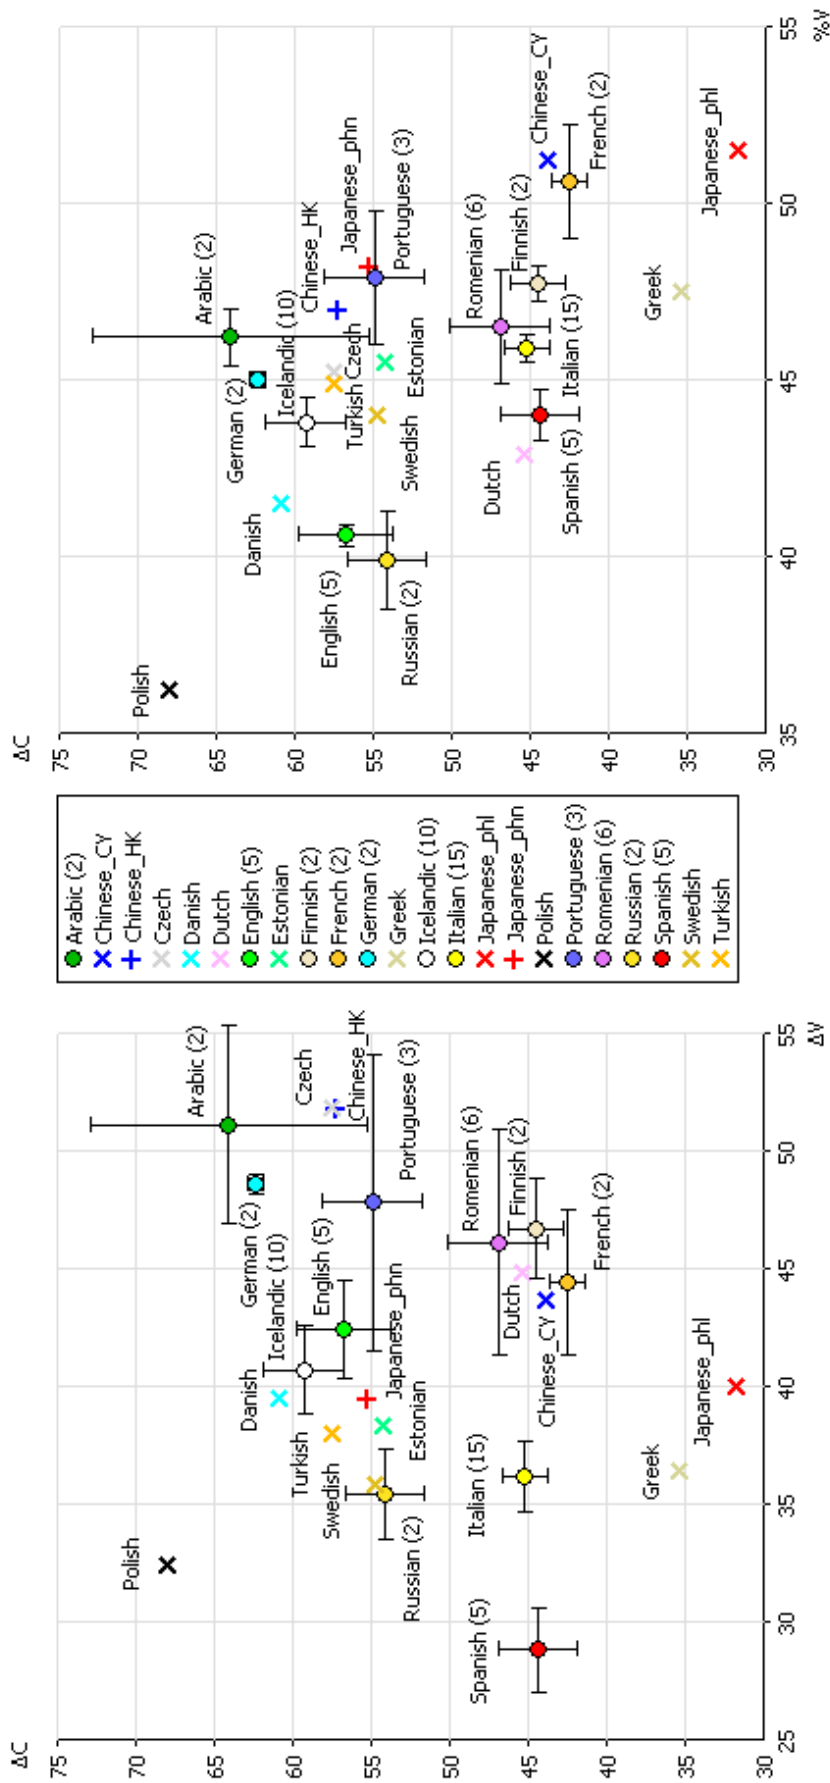 ΔC
75
70
65
60
55
50
45
40
35
30
25
30
35
40
45
50
55
ΔV
Polish
Spanish (5)
Russian (2)
Swedish
Turkish
Danish
Icelandic (10)
German (2)
English (5)
Japanese_phn
Estonian
Italian (15)
Greek
Japanese_phl
Chinese_CY
Dutch
French (2)
Finnish (2)
Romenian (6)
Portuguese (3)
Chinese_HK
Czech
Arabic (2)
Arabic (2)
Chinese_CY
Chinese_HK
Czech
Danish
Dutch
English (5)
Estonian
Finnish (2)
French (2)
German (2)
Greek
Icelandic (10)
Italian (15)
Japanese_phl
Japanese_phn
Polish
Portuguese (3)
Romenian (6)
Russian (2)
Spanish (5)
Swedish
Turkish
ΔC
75
70
65
60
55
50
45
40
35
30
35
40
45
50
55
%V
Polish
Danish
English (5)
Russian (2)
German (2)
Icelandic (10)
Turkish
Czech
Swedish
Estonian
Arabic (2)
Chinese_HK
Japanese_phn
Portuguese (3)
Dutch
Spanish (5)
Italian (15)
Romenian (6)
Finnish (2)
Chinese_CY
French (2)
Greek
Japanese_phl